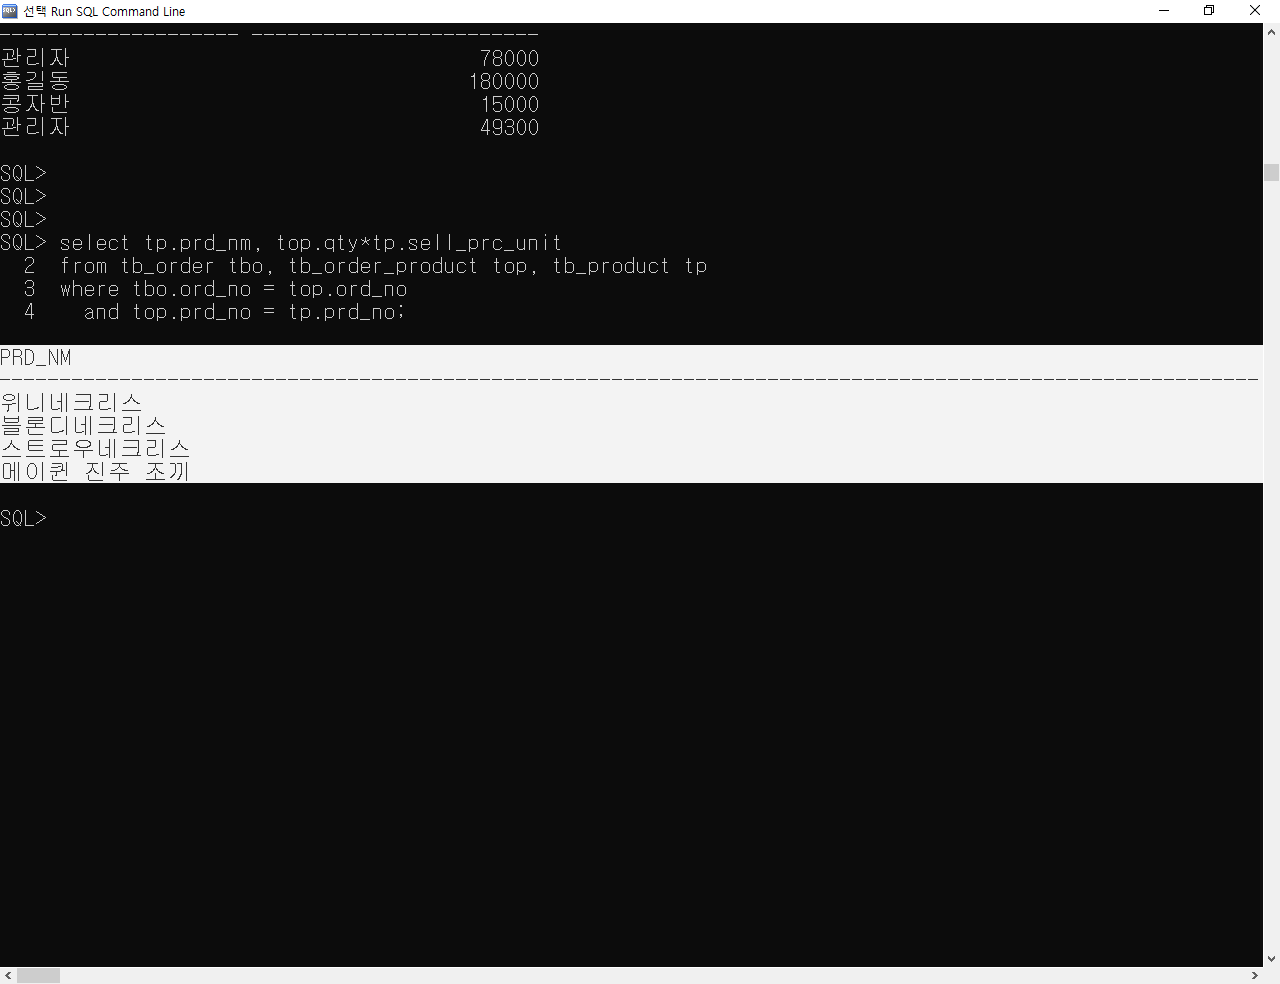 선택 Run SQL Command Line
-------------------- ------------------------
관리자 78000
홍길동 180000
콩자반 15000
관리자 49300
SQL>
SQL>
SQL>
SQL> select tp.prd_nm, top.qty*tp.sell_prc_unit
2 from tb_order tbo, tb_order_product top, tb_product tp
3 where tbo.ord_no = top.ord_no
4 and top.prd_no = tp.prd_no;
PRD_NM
---------------------------------------------------------------------------------------------------------
위니네크리스
블론디네크리스
스트로우네크리스
메이퀸 진주 조끼
SQL>